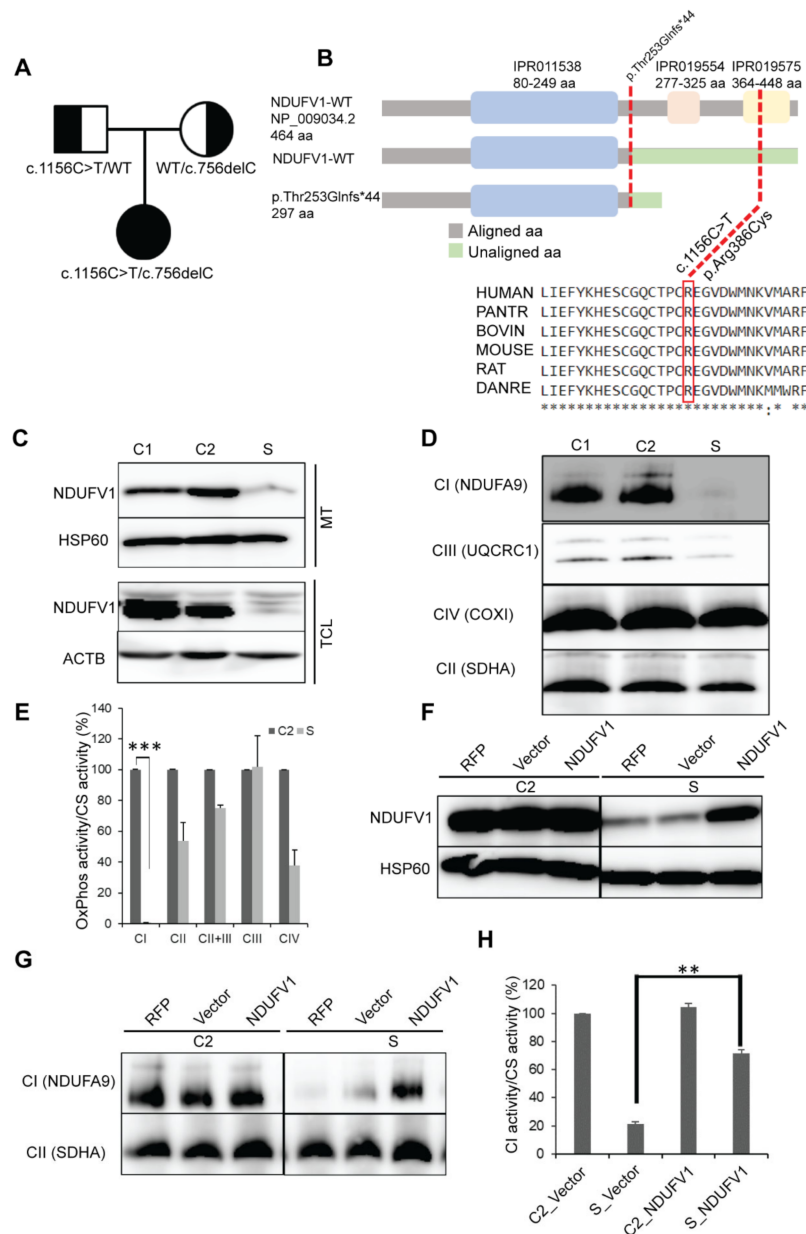 A
c.1156C>T/WT
WT/c.756delC
c.1156C>T/c.756delC
B
p.Thr253Glnfs*44
IPR011538
80-249 aa
IPR019554
277-325 aa
IPR019575
364-448 aa
NDUFV1-WT
NP_009034.2
464 aa
NDUFV1-WT
p.Thr253Glnfs*44
297 aa
Aligned aa
Unaligned aa
c.1156C>T
p.Arg386Cys
HUMAN LIEFYKHESCGQCTPCREGVDWMNKVMARF
PANTR LIEFYKHESCGQCTPCREGVDWMNKVMARF
BOVIN LIEFYKHESCGQCTPCREGVDWMNKVMARF
MOUSE LIEFYKHESCGQCTPCREGVDWMNKVMARF
RAT LIEFYKHESCGQCTPCREGVDWMNKVMARF
DANRE LIEFYKHESCGQCTPCREGVDWMNKMMWRF
*************************:* **
C
C1 C2 S
NDUFV1
HSP60
MT
NDUFV1
ACTB
TCL
D
C1 C2 S
CI (NDUFA9)
CIII (UQCRC1)
CIV (COXI)
CII (SDHA)
E
OxPhos activity/CS activity (%)
140
120
100
80
60
40
20
0
***
C2 S
CI CII CII+III CIII CIV
F
RFP Vector NDUFV1 RFP Vector NDUFV1
C2 S
NDUFV1
HSP60
G
RFP Vector NDUFV1 RFP Vector NDUFV1
C2 S
CI (NDUFA9)
CII (SDHA)
H
CI activity/CS activity (%)
120
100
80
60
40
20
0
**
C2_Vector S_Vector C2_NDUFV1 S_NDUFV1